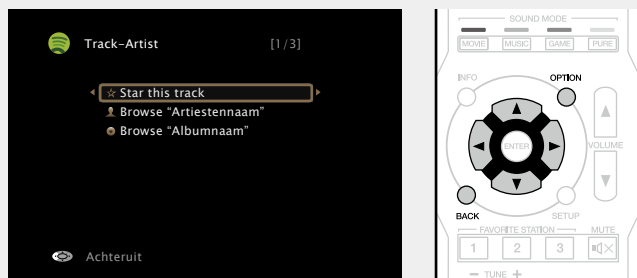 Track-Artist [1/3]
☆ Star this track
Browse “Artiestennaam”
Browse “Albumnaam”
Achteruit
SOUND MODE
MOVIE MUSIC GAME PURE
INFO OPTION
ENTER
VOLUME
BACK SETUP
FAVORITE STATION MUTE
1 2 3
– TUNE +